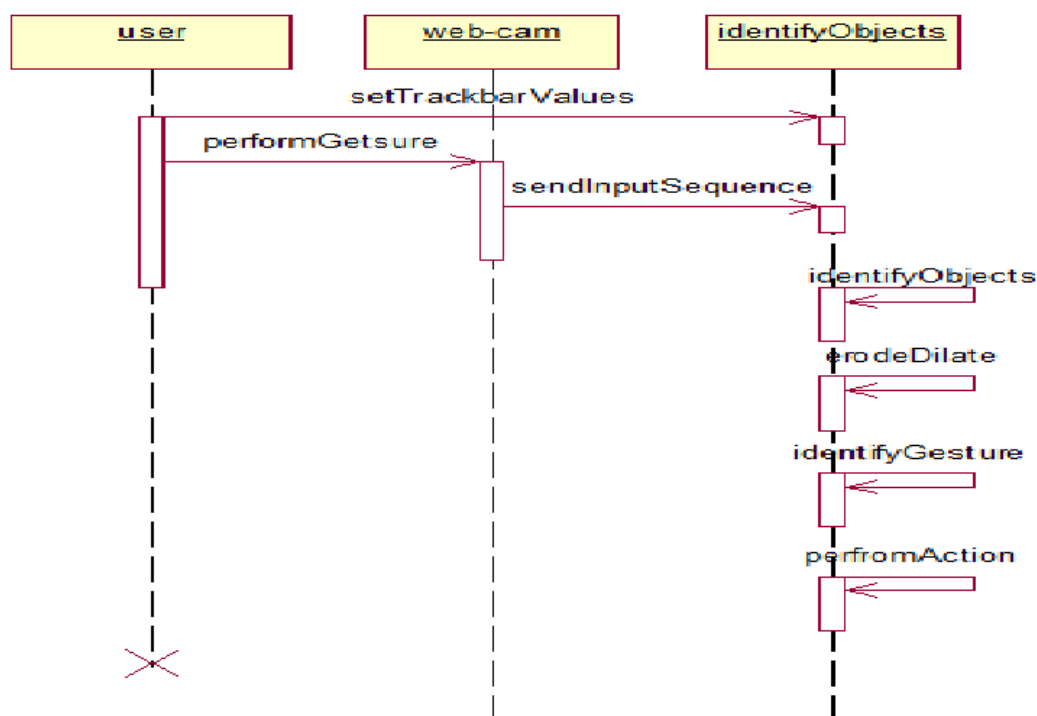 user
web-cam
identifyObjects
setTrackbarValues
performGetsure
sendInputSequence
identifyObjects
erodeDilate
identifyGesture
perfromAction